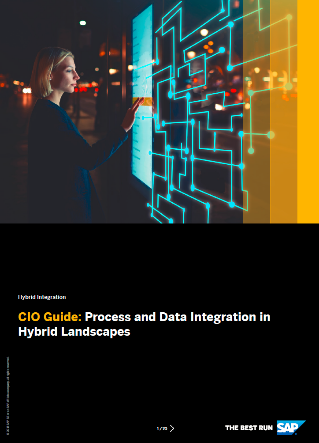 Hybrid Integration
CIO Guide: Process and Data Integration in
Hybrid Landscapes
THE BEST RUN SAP